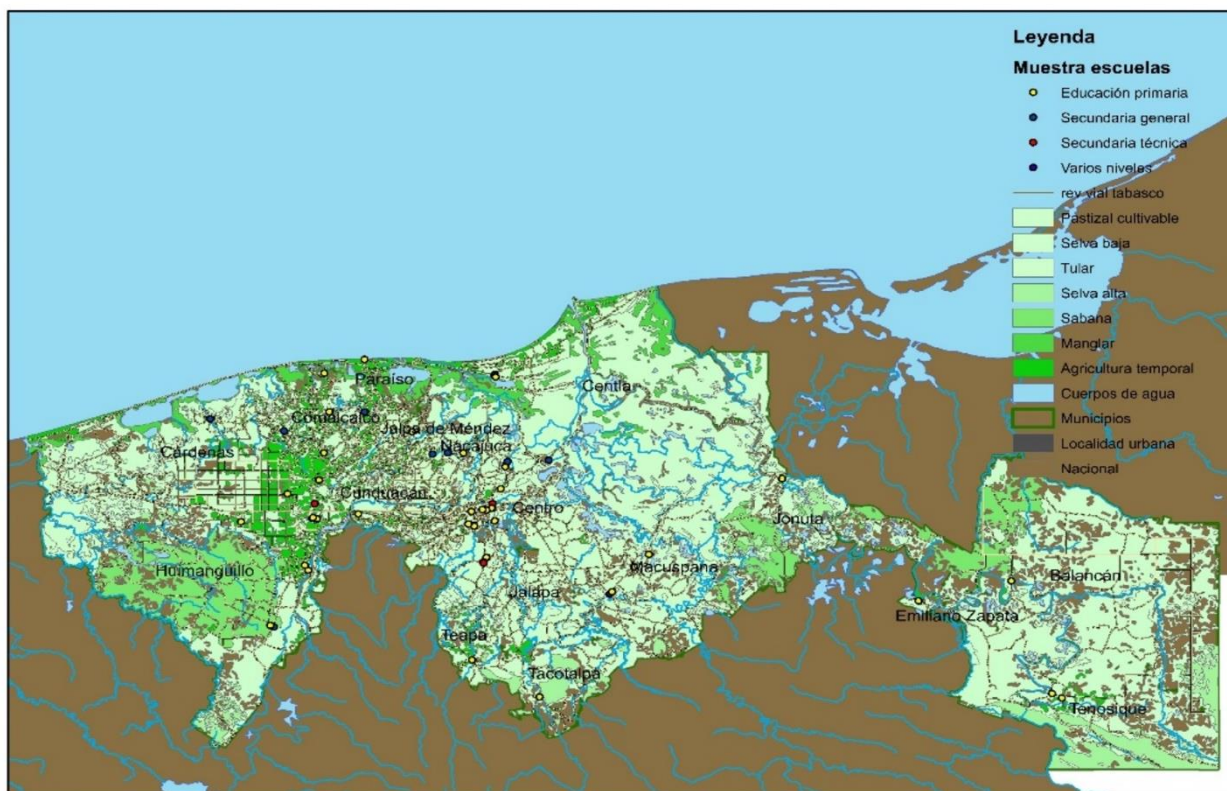 Leyenda
Muestra escuelas
Educación primaria
Secundaria general
Secundaria técnica
Varios niveles
rev vial tabasco
Pastizal cultivable
Selva baja
Tular
Selva alta
Sabana
Manglar
Agricultura temporal
Cuerpos de agua
Municipios
Localidad urbana
Nacional
Paraíso
Centla
Comalcalco
Jalpa de Méndez
Nacajuca
Cárdenas
Cunduacán
Centro
Jonuta
Huimanguillo
Macuspana
Balancán
Jalapa
Emiliano Zapata
Teapa
Tacotalpa
Tenosique